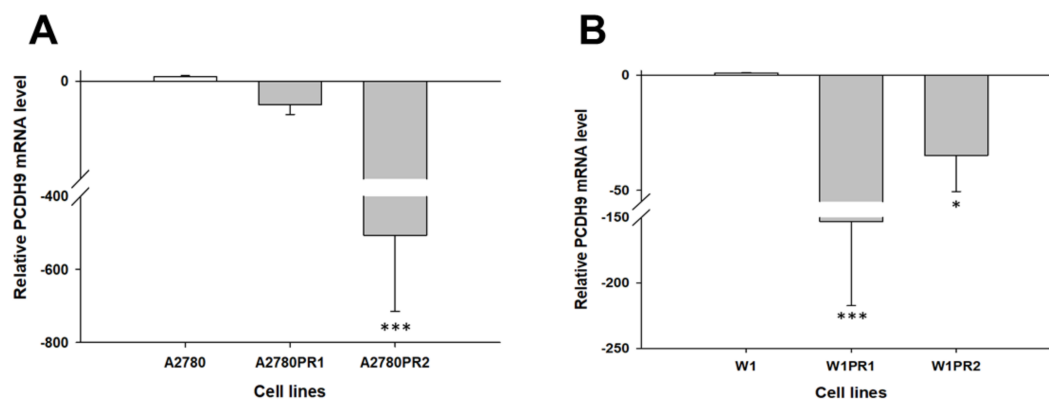 A
Relative PCDH9 mRNA level
0
-400
-600
-800
***
A2780
A2780PR1
A2780PR2
Cell lines
B
Relative PCDH9 mRNA level
0
-50
-150
-200
-250
***
*
W1
W1PR1
W1PR2
Cell lines